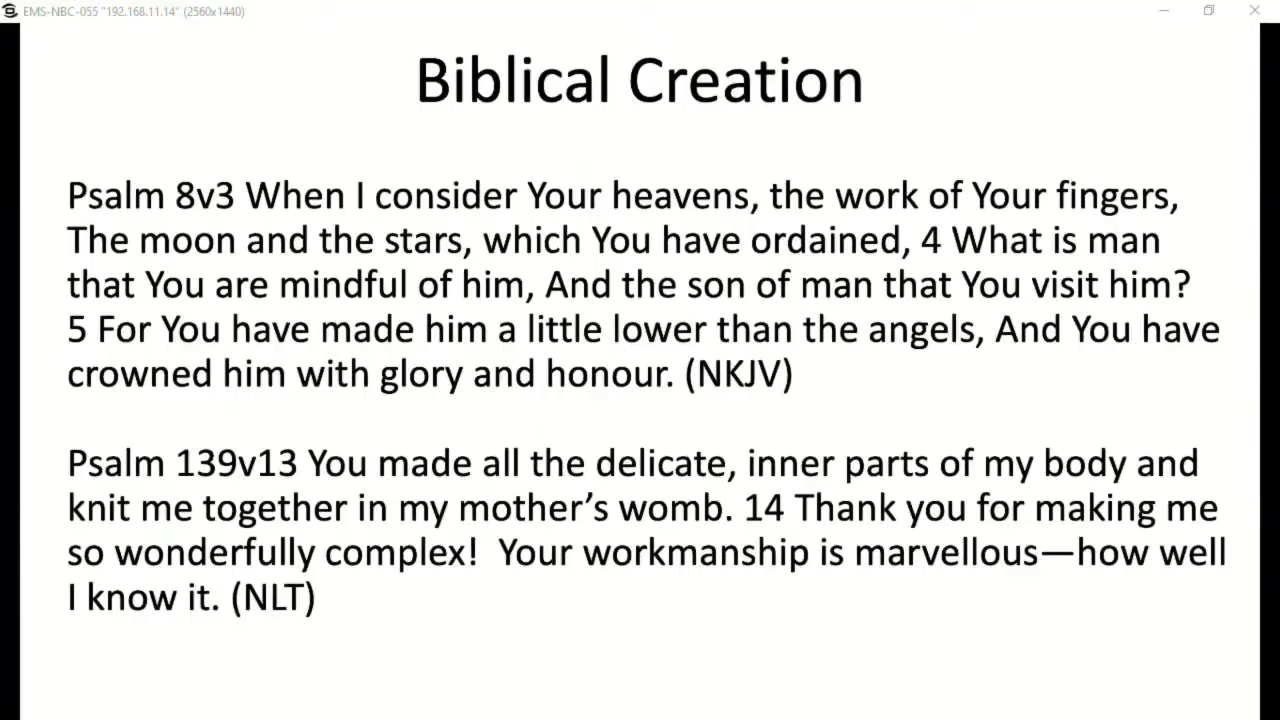 EMS-NBC-055 "192.168.11.14" (2560x1440)
Biblical Creation
Psalm 8v3 When I consider Your heavens, the work of Your fingers,
The moon and the stars, which You have ordained, 4 What is man
that You are mindful of him, And the son of man that You visit him?
5 For You have made him a little lower than the angels, And You have
crowned him with glory and honour. (NKJV)
Psalm 139v13 You made all the delicate, inner parts of my body and
knit me together in my mother’s womb. 14 Thank you for making me
so wonderfully complex!  Your workmanship is marvellous—how well
I know it. (NLT)